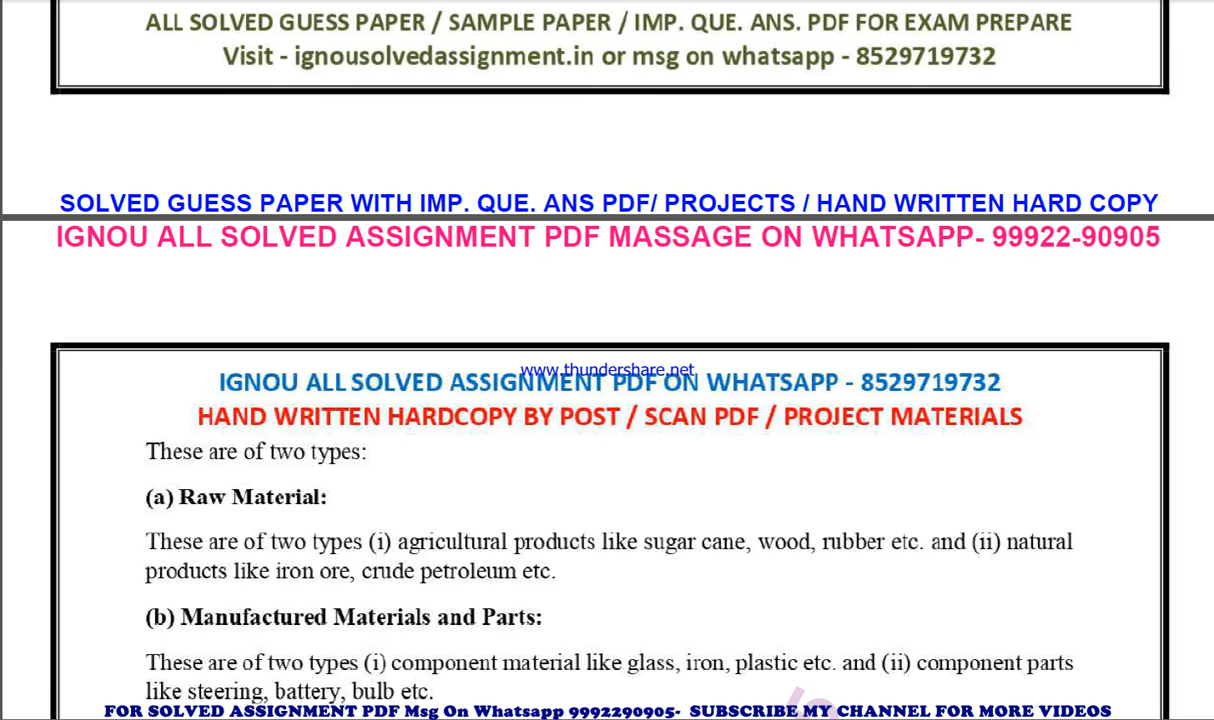 ALL SOLVED GUESS PAPER / SAMPLE PAPER / IMP. QUE. ANS. PDF FOR EXAM PREPARE
Visit - ignousolvedassignment.in or msg on whatsapp - 8529719732
SOLVED GUESS PAPER WITH IMP. QUE. ANS PDF/ PROJECTS / HAND WRITTEN HARD COPY
IGNOU ALL SOLVED ASSIGNMENT PDF MASSAGE ON WHATSAPP- 99922-90905
www.thundershare.net
IGNOU ALL SOLVED ASSIGNMENT PDF ON WHATSAPP - 8529719732
HAND WRITTEN HARDCOPY BY POST / SCAN PDF / PROJECT MATERIALS
These are of two types:
(a) Raw Material:
These are of two types (i) agricultural products like sugar cane, wood, rubber etc. and (ii) natural
products like iron ore, crude petroleum etc.
(b) Manufactured Materials and Parts:
These are of two types (i) component material like glass, iron, plastic etc. and (ii) component parts
like steering, battery, bulb etc.
FOR SOLVED ASSIGNMENT PDF Msg On Whatsapp 9992290905- SUBSCRIBE MY CHANNEL FOR MORE VIDEOS